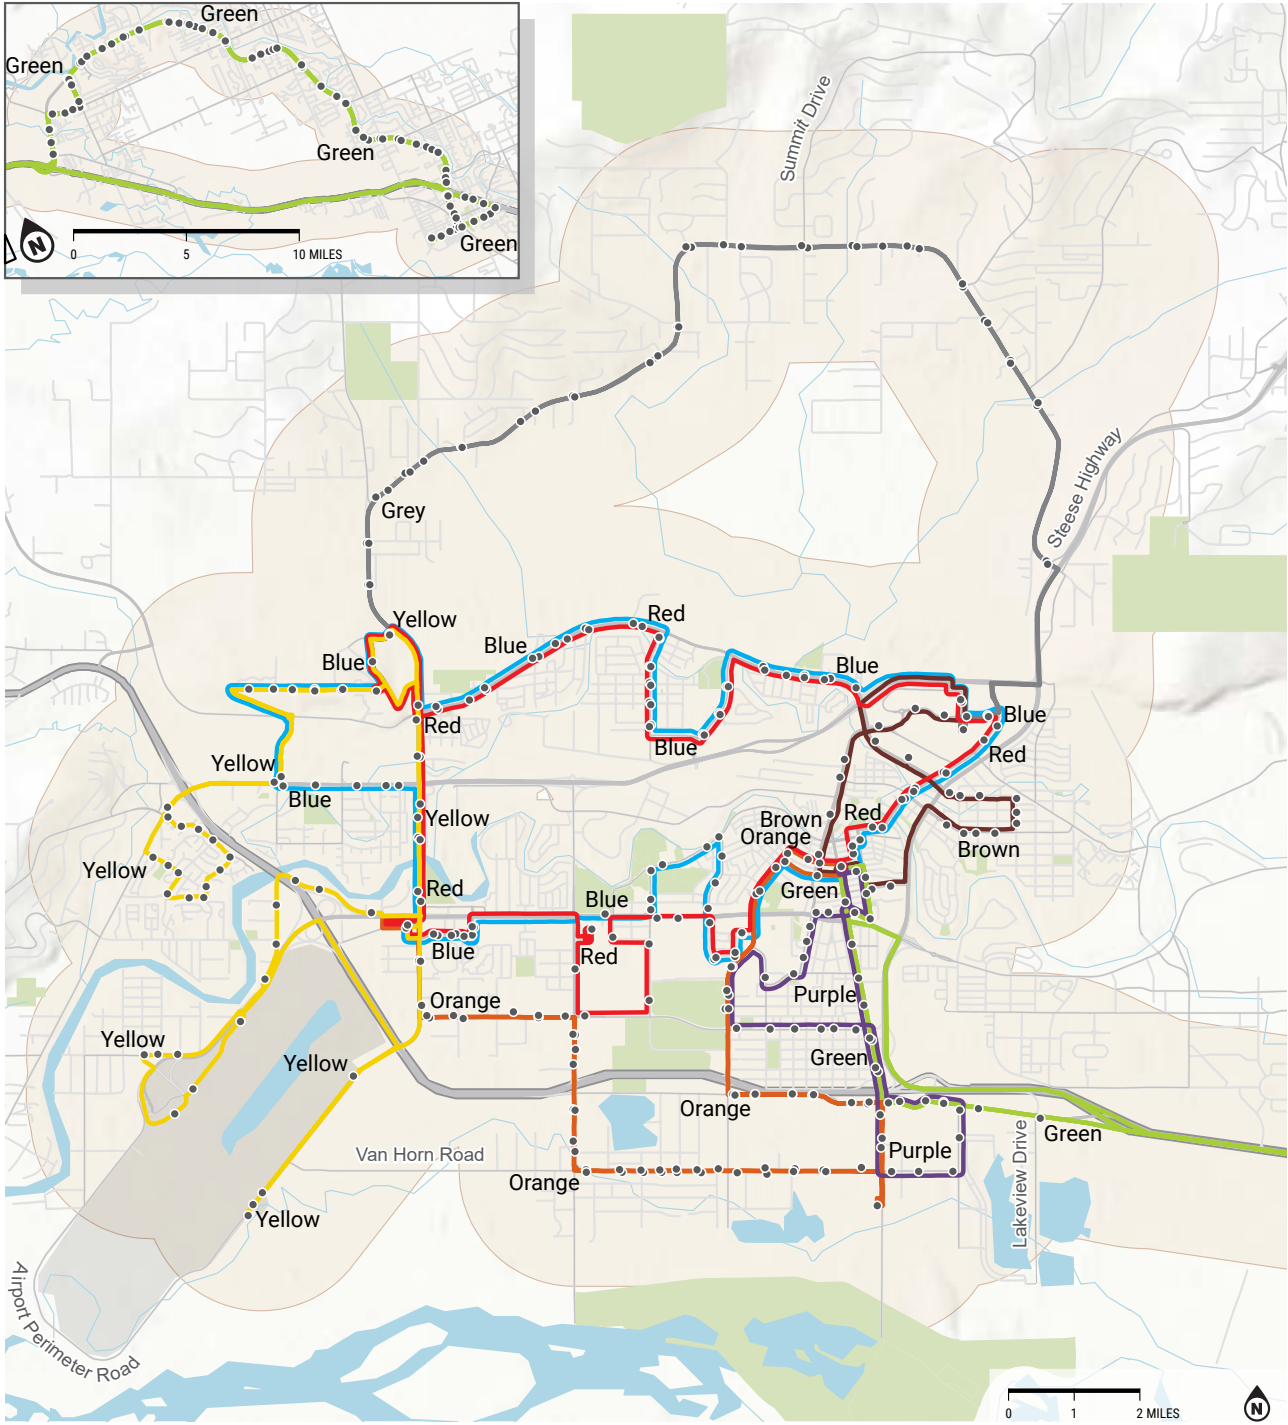 Green
Green
Green
Green
N
0
5
10 MILES
Summit Drive
Steese Highway
Grey
Yellow
Red
Blue
Blue
Blue
Red
Blue
Blue
Red
Yellow
Blue
Yellow
Brown
Red
Orange
Brown
Yellow
Green
Red
Blue
Blue
Red
Purple
Orange
Yellow
Yellow
Green
Orange
Green
Van Horn Road
Purple
Orange
Lakeview Drive
Yellow
Airport Perimeter Road
0
1
2 MILES
N